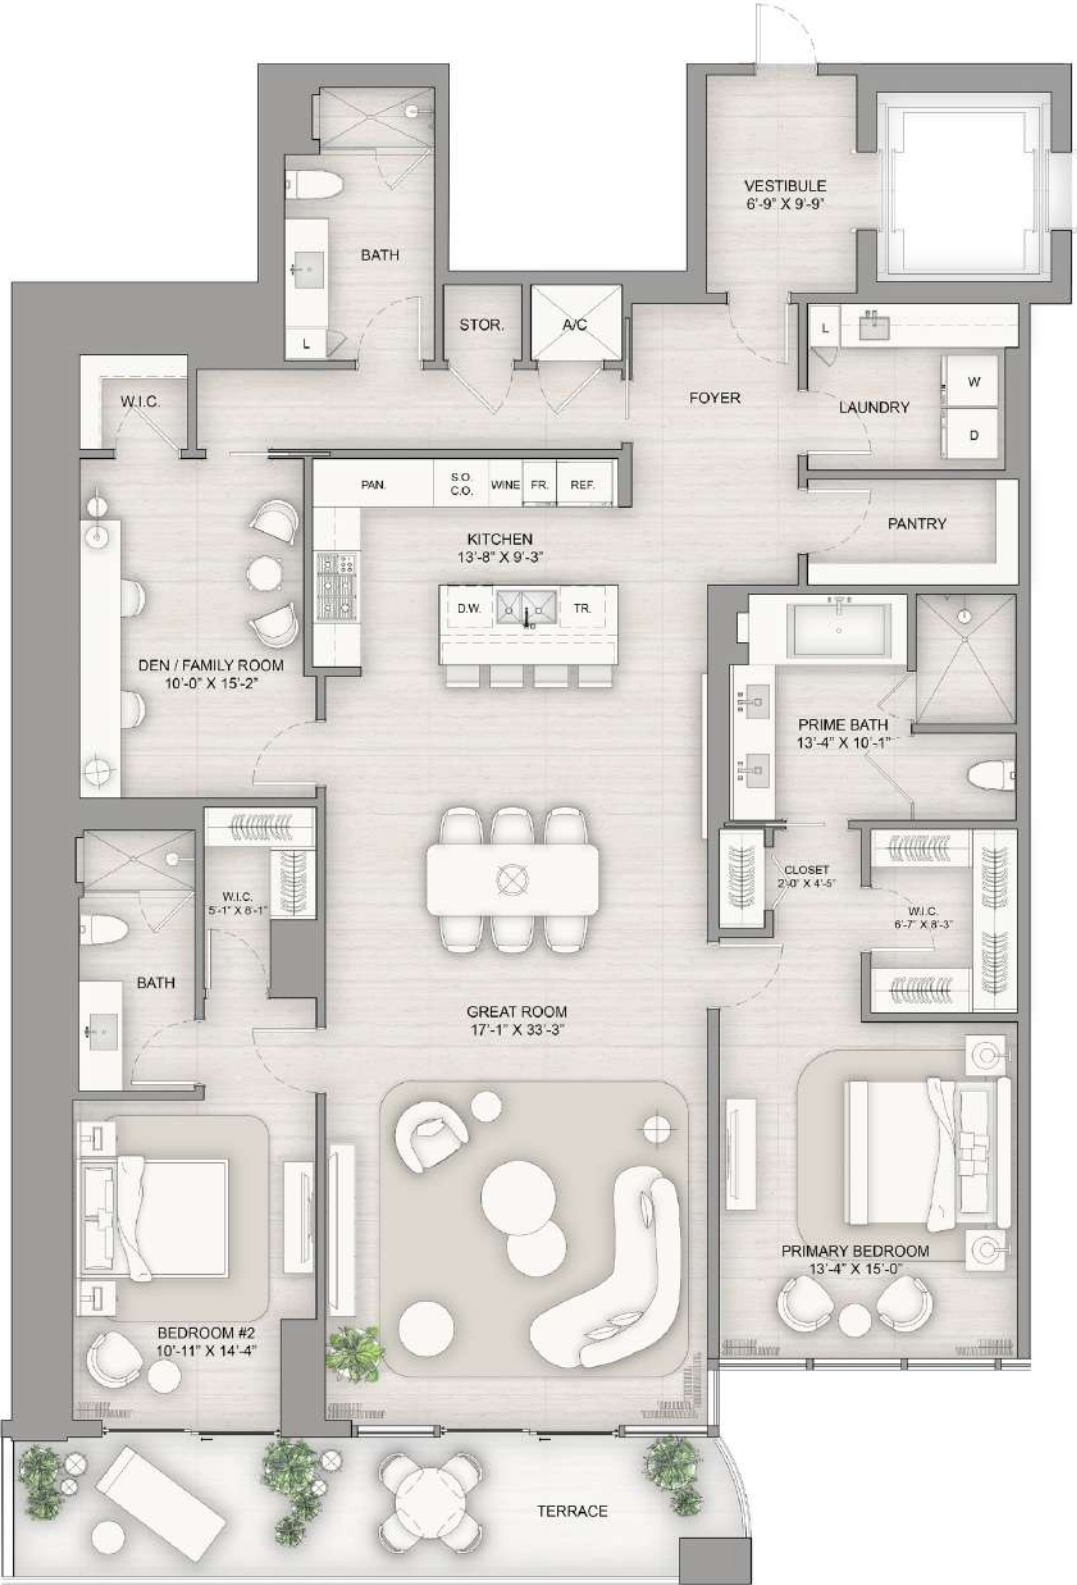 VESTIBULE
6'-9" X 9'-9"
BATH
STOR.
A/C
L
L
W.I.C.
FOYER
LAUNDRY
W
D
PAN.
S.O.
C.O.
WINE
FR.
REF.
KITCHEN
13'-8" X 9'-3"
PANTRY
D.W.
TR.
DEN / FAMILY ROOM
10'-0" X 15'-2"
PRIME BATH
13'-4" X 10'-1"
CLOSET
2'-0" X 4'-5"
W.I.C.
5'-1" X 8'-1"
W.I.C.
6'-7" X 8'-3"
BATH
GREAT ROOM
17'-1" X 33'-3"
PRIMARY BEDROOM
13'-4" X 15'-0"
BEDROOM #2
10'-11" X 14'-4"
TERRACE